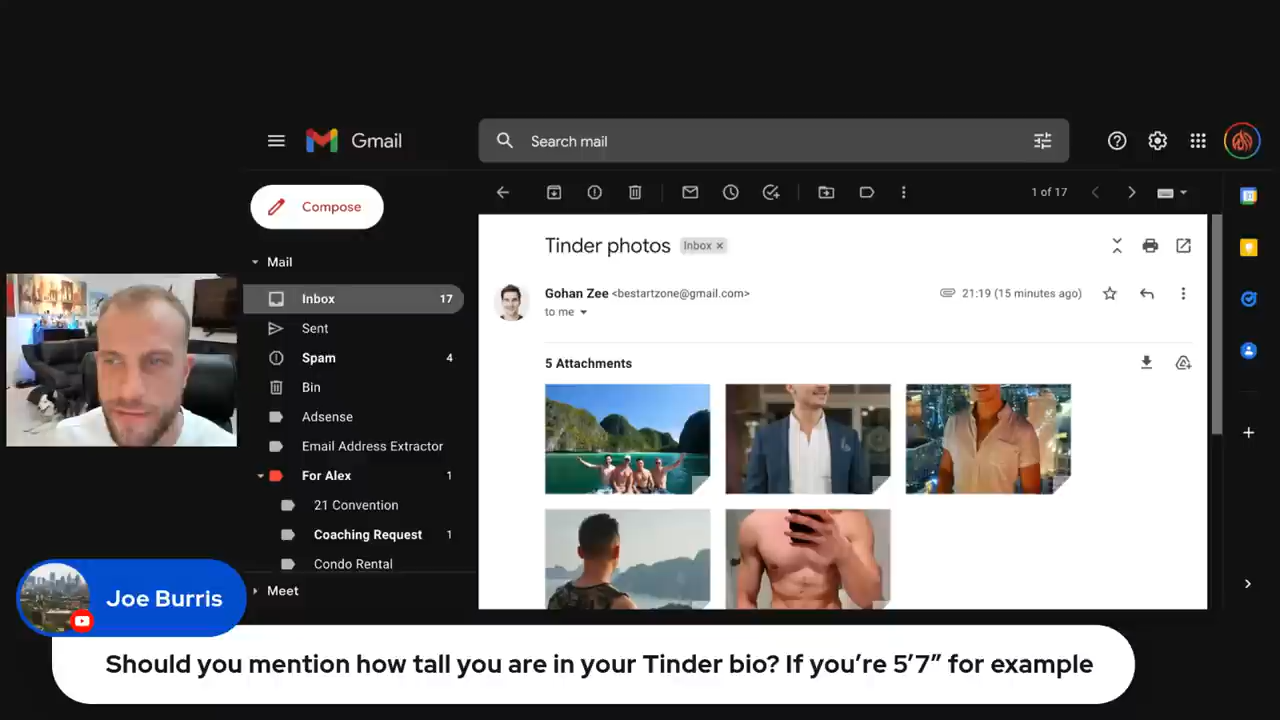 Gmail
Search mail
Compose
1 of 17
Mail
Tinder photos Inbox ×
Inbox 17
Gohan Zee <bestartzone@gmail.com> 21:19 (15 minutes ago)
to me
Sent
Spam 4
5 Attachments
Bin
Adsense
Email Address Extractor
For Alex 1
21 Convention
Coaching Request 1
Condo Rental
Meet
Joe Burris
Should you mention how tall you are in your Tinder bio? If you’re 5’7” for example